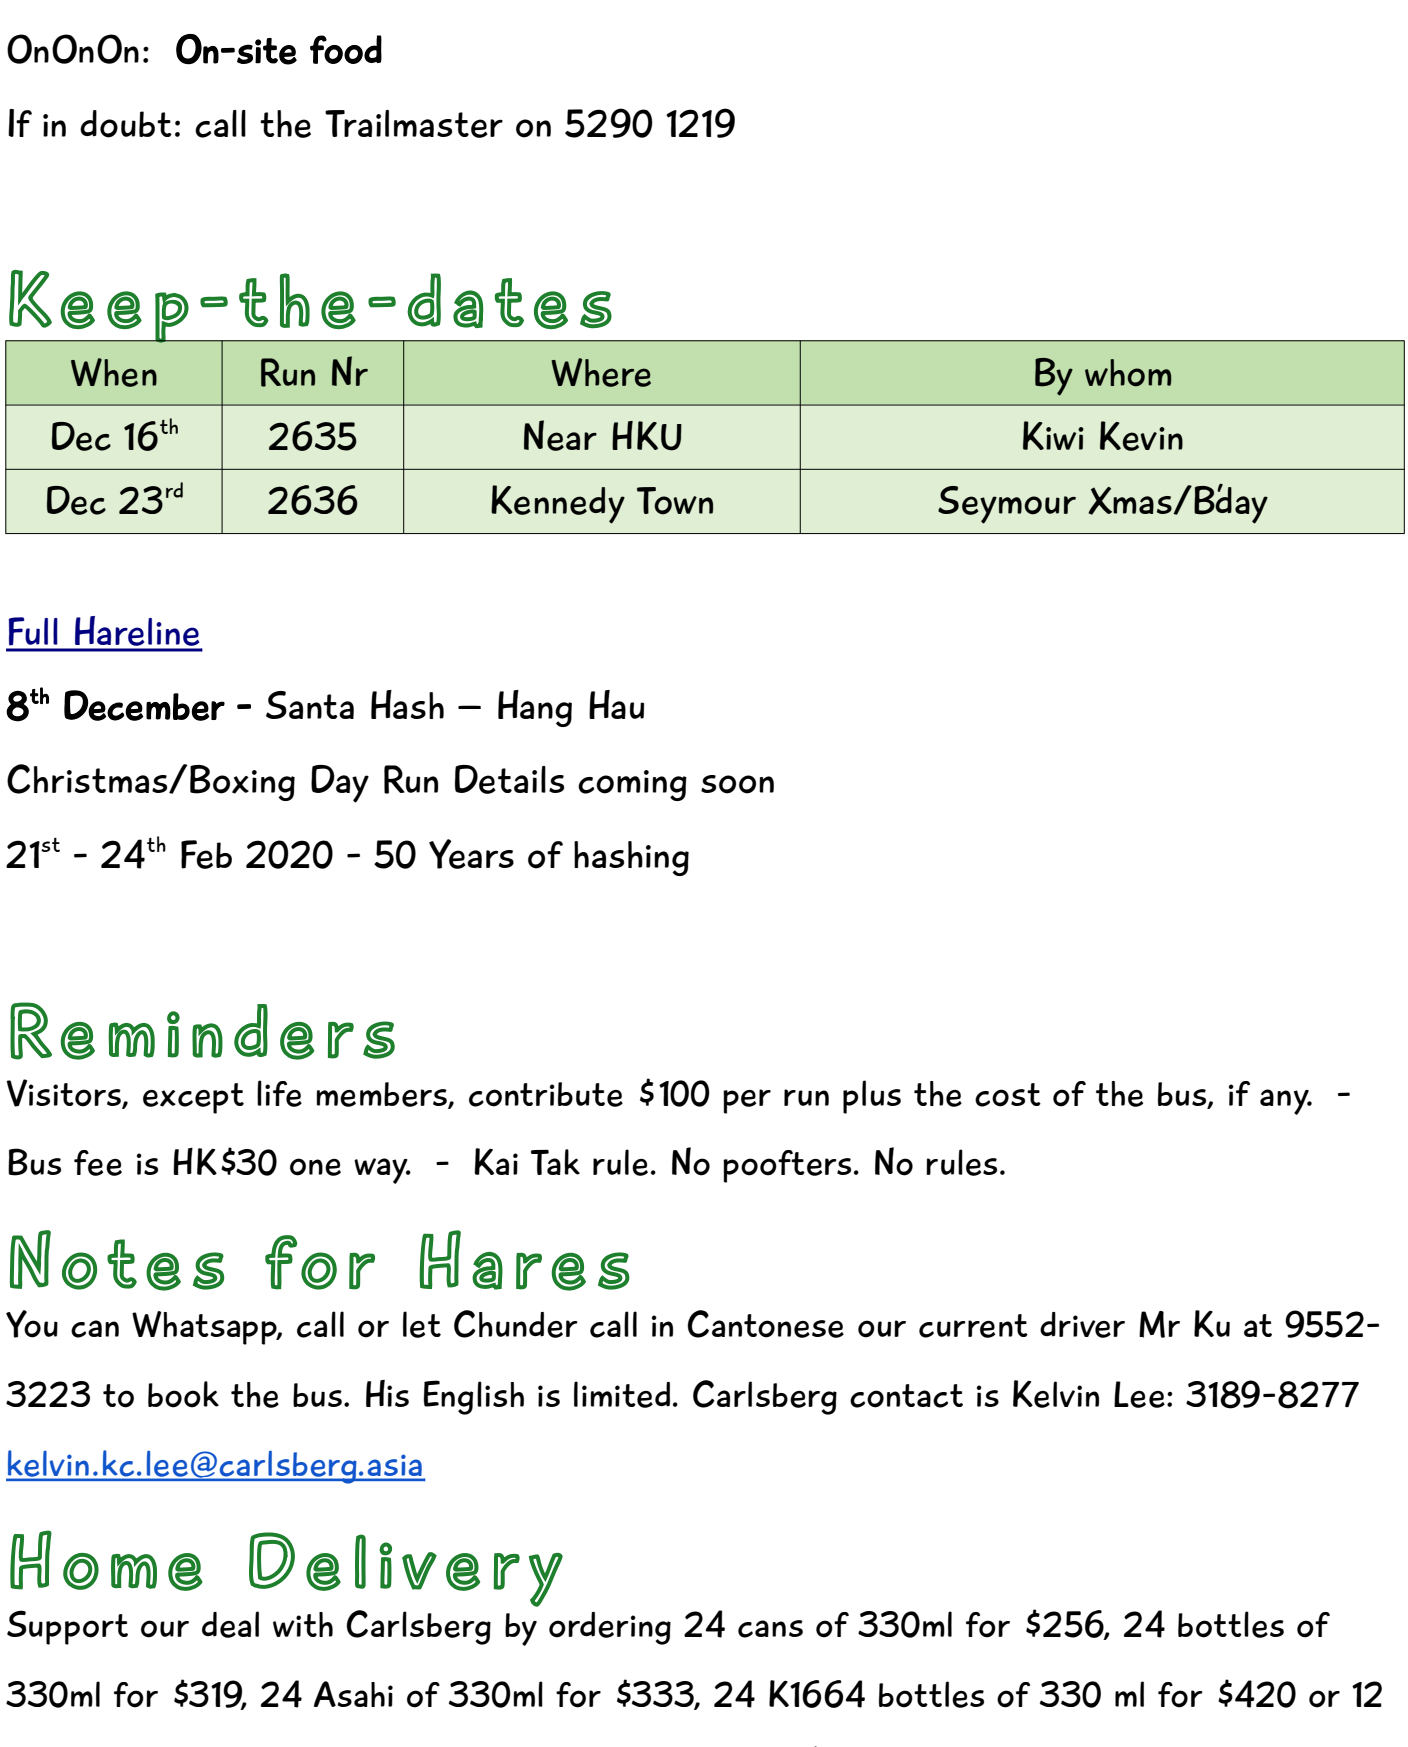 OnOnOn: On-site food
If in doubt: call the Trailmaster on 5290 1219
Keep-the-dates
When Run Nr Where By whom
Dec 16th 2635 Near HKU Kiwi Kevin
Dec 23rd 2636 Kennedy Town Seymour Xmas/B'day
Full Hareline
8th December - Santa Hash – Hang Hau
Christmas/Boxing Day Run Details coming soon
21st - 24th Feb 2020 - 50 Years of hashing
Reminders
Visitors, except life members, contribute $100 per run plus the cost of the bus, if any. -
Bus fee is HK$30 one way. - Kai Tak rule. No poofters. No rules.
Notes for Hares
You can Whatsapp, call or let Chunder call in Cantonese our current driver Mr Ku at 9552-
3223 to book the bus. His English is limited. Carlsberg contact is Kelvin Lee: 3189-8277
kelvin.kc.lee@carlsberg.asia
Home Delivery
Support our deal with Carlsberg by ordering 24 cans of 330ml for $256, 24 bottles of
330ml for $319, 24 Asahi of 330ml for $333, 24 K1664 bottles of 330 ml for $420 or 12